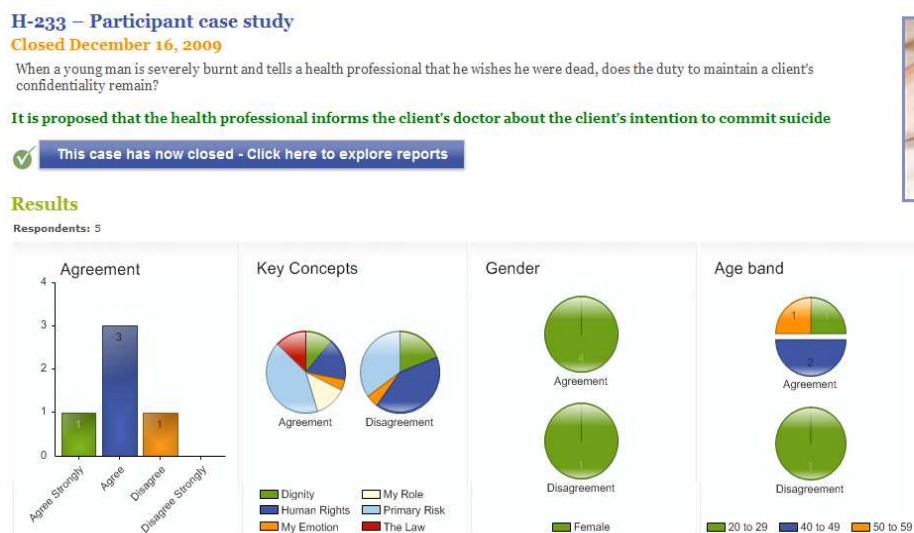 H-233 – Participant case study
Closed December 16, 2009
When a young man is severely burnt and tells a health professional that he wishes he were dead, does the duty to maintain a client's
confidentiality remain?
It is proposed that the health professional informs the client's doctor about the client's intention to commit suicide
This case has now closed - Click here to explore reports
Results
Respondents: 5
Agreement
4
3
2
1
0
1
3
1
Agree Strongly
Agree
Disagree
Disagree Strongly
Key Concepts
Agreement
Disagreement
Dignity
My Role
Human Rights
Primary Risk
My Emotion
The Law
Gender
4
Agreement
1
Disagreement
Female
Age band
1
1
2
Agreement
1
Disagreement
20 to 29
40 to 49
50 to 59